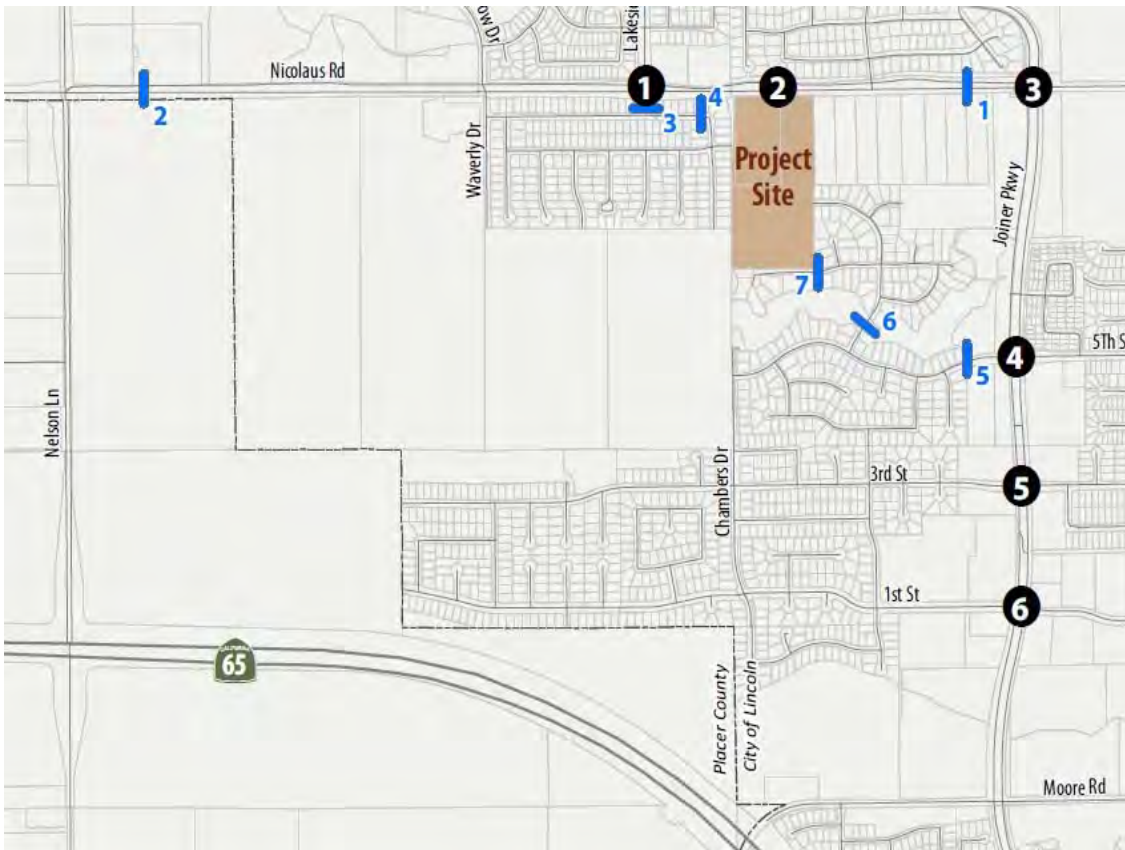 ow Dr
Lakesi
Nicolaus Rd
1
2
3
2
3
4
1
Waverly Dr
Project
Site
Joiner Pkwy
7
6
5
4
5Th S
Nelson Ln
Chambers Dr
3rd St
5
1st St
6
CALIFORNIA
65
Placer County
City of Lincoln
Moore Rd